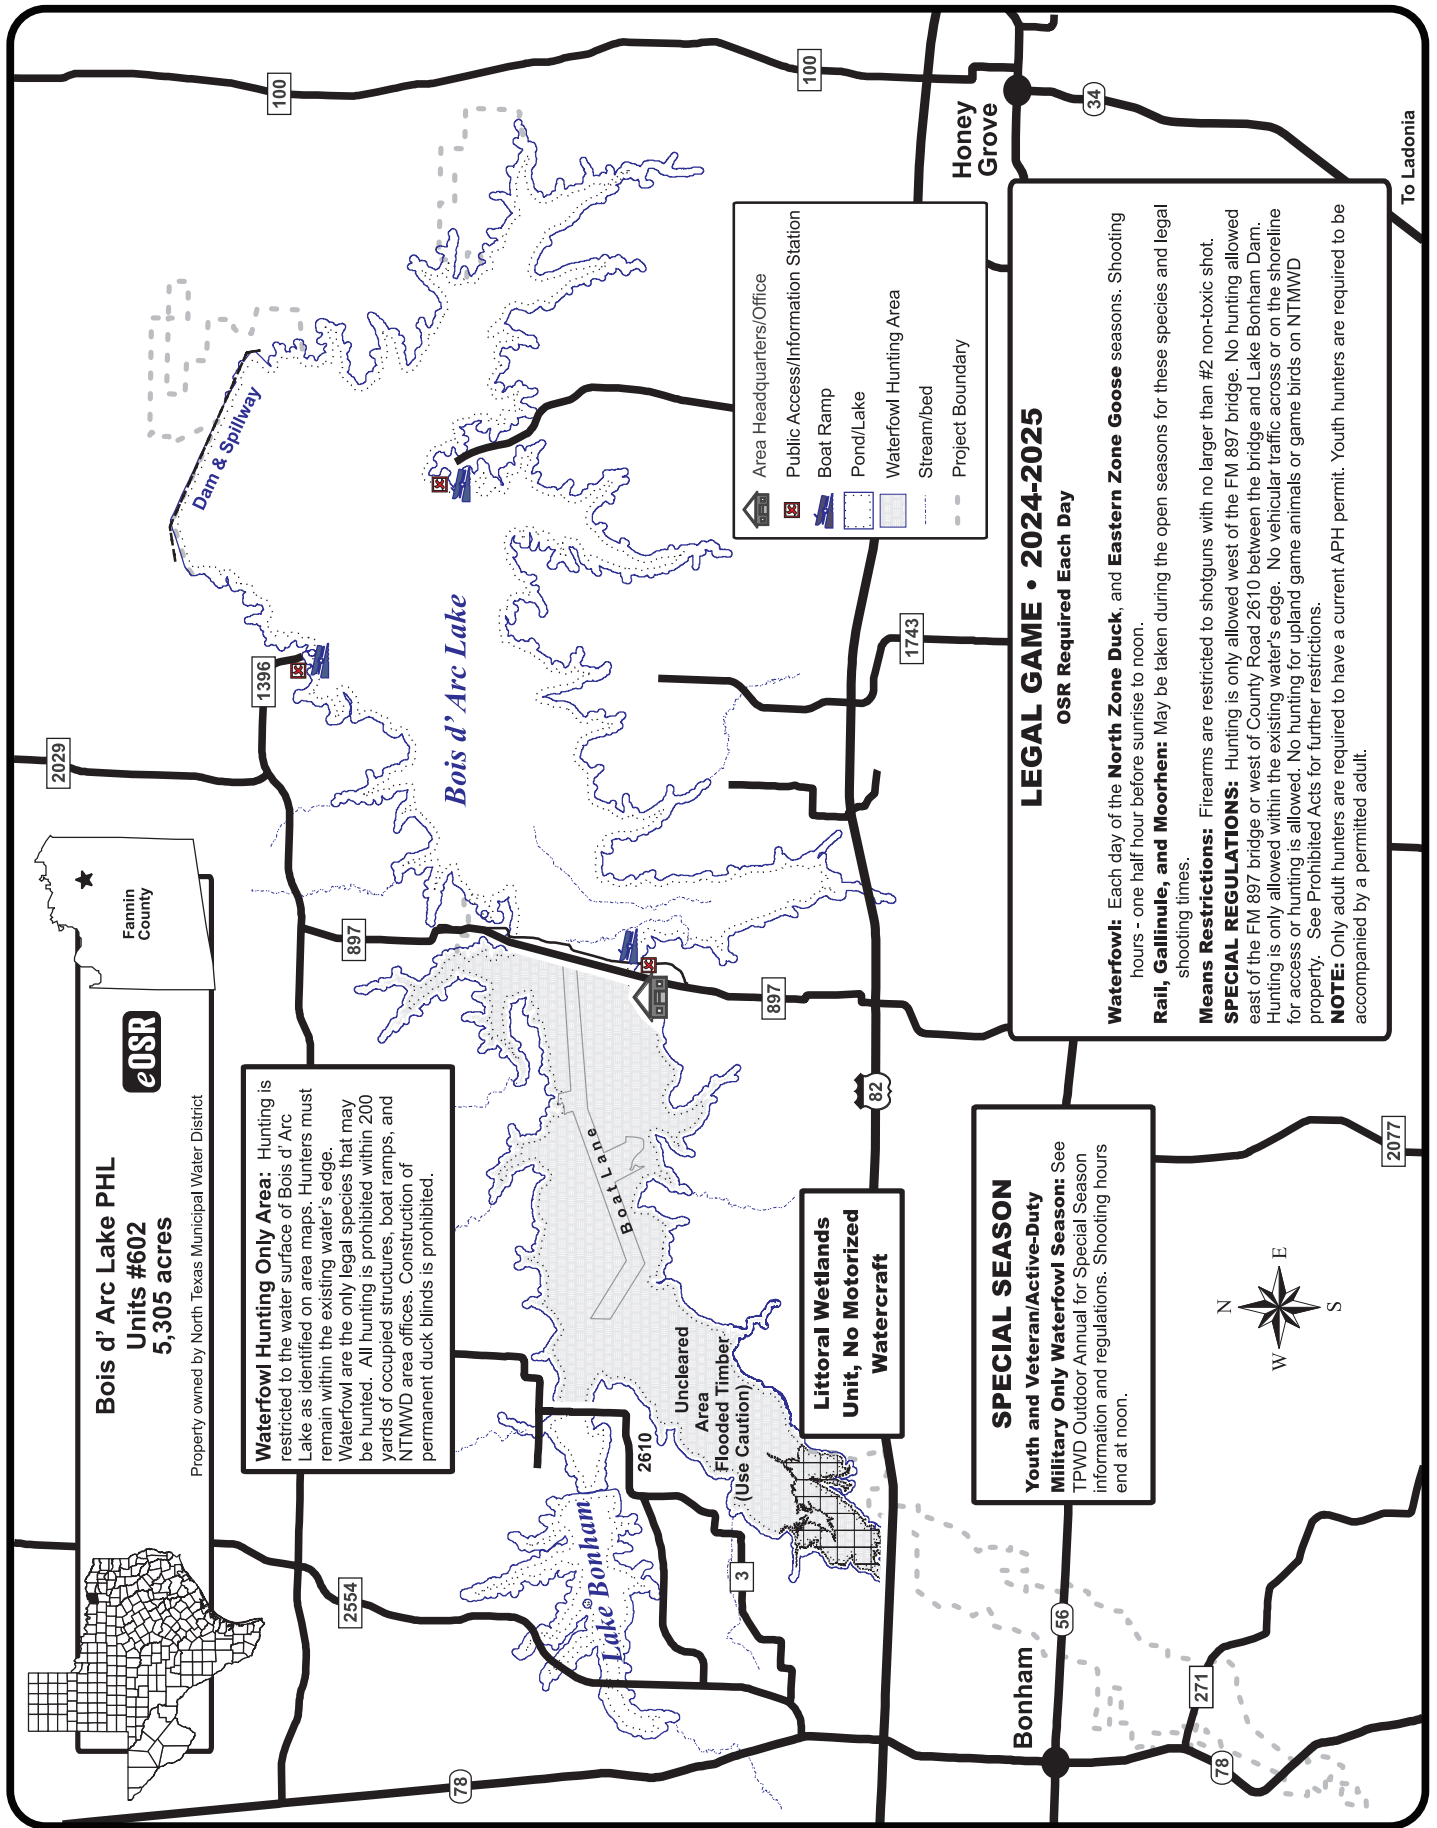 Bois d' Arc Lake PHL
Units #602
5,305 acres
Property owned by North Texas Municipal Water District
eOSR
Fannin
County
Waterfowl Hunting Only Area: Hunting is
restricted to the water surface of Bois d' Arc
Lake as identified on area maps. Hunters must
remain within the existing water's edge.
Waterfowl are the only legal species that may
be hunted. All hunting is prohibited within 200
yards of occupied structures, boat ramps, and
NTMWD area offices. Construction of
permanent duck blinds is prohibited.
2029
1396
100
100
Dam & Spillway
Bois d' Arc Lake
897
897
2554
78
Lake Bonham
2610
3
Boat Lane
Uncleared
Area
Flooded Timber
(Use Caution)
Littoral Wetlands
Unit, No Motorized
Watercraft
82
1743
Area Headquarters/Office
Public Access/Information Station
Boat Ramp
Pond/Lake
Waterfowl Hunting Area
Stream/bed
Project Boundary
Honey
Grove
34
To Ladonia
Bonham
56
271
78
2077
SPECIAL SEASON
Youth and Veteran/Active-Duty
Military Only Waterfowl Season: See
TPWD Outdoor Annual for Special Season
information and regulations. Shooting hours
end at noon.
N
W
E
S
LEGAL GAME • 2024-2025
OSR Required Each Day
Waterfowl: Each day of the North Zone Duck, and Eastern Zone Goose seasons. Shooting
hours - one half hour before sunrise to noon.
Rail, Gallinule, and Moorhen: May be taken during the open seasons for these species and legal
shooting times.
Means Restrictions: Firearms are restricted to shotguns with no larger than #2 non-toxic shot.
SPECIAL REGULATIONS: Hunting is only allowed west of the FM 897 bridge. No hunting allowed
east of the FM 897 bridge or west of County Road 2610 between the bridge and Lake Bonham Dam.
Hunting is only allowed within the existing water's edge. No vehicular traffic across or on the shoreline
for access or hunting is allowed. No hunting for upland game animals or game birds on NTMWD
property. See Prohibited Acts for further restrictions.
NOTE: Only adult hunters are required to have a current APH permit. Youth hunters are required to be
accompanied by a permitted adult.